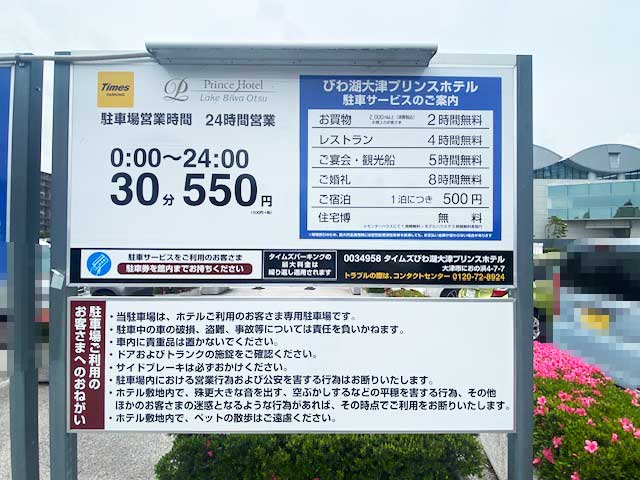 Times
PARKING
Prince Hotel
Lake Biwa Otsu
駐車場営業時間 24時間営業
0:00～24:00
30分 550円
びわ湖大津プリンスホテル
駐車サービスのご案内
お買物 2,000円以上 (消費税込) 2時間無料
レストラン 4時間無料
ご宴会・観光船 5時間無料
ご婚礼 8時間無料
ご宿泊 1泊につき 500円
住宅博 無料
駐車サービスをご利用のお客さま
駐車券を館内までお持ちください
タイムズパーキングの
最大料金は
繰り返し適用されます
0034958 タイムズびわ湖大津プリンスホテル
大津市におの浜4-7-7
トラブルの際は、コンタクトセンター 0120-72-8924
駐車場ご利用の
お客さまへのおねがい
・当駐車場は、ホテルご利用のお客さま専用駐車場です。
・駐車中の車の破損、盗難、事故等については責任を負いかねます。
・車内に貴重品は置かないでください。
・ドアおよびトランクの施錠をご確認ください。
・サイドブレーキは必ずおかけください。
・駐車場内における営業行為および公安を害する行為はお断りいたします。
・ホテル敷地内で、殊更大きな音を出す、空ぶかしするなどの平穏を害する行為、その他
ほかのお客さまの迷惑となるような行為があれば、その時点でご利用をお断りいたします。
・ホテル敷地内で、ペットの散歩はご遠慮ください。